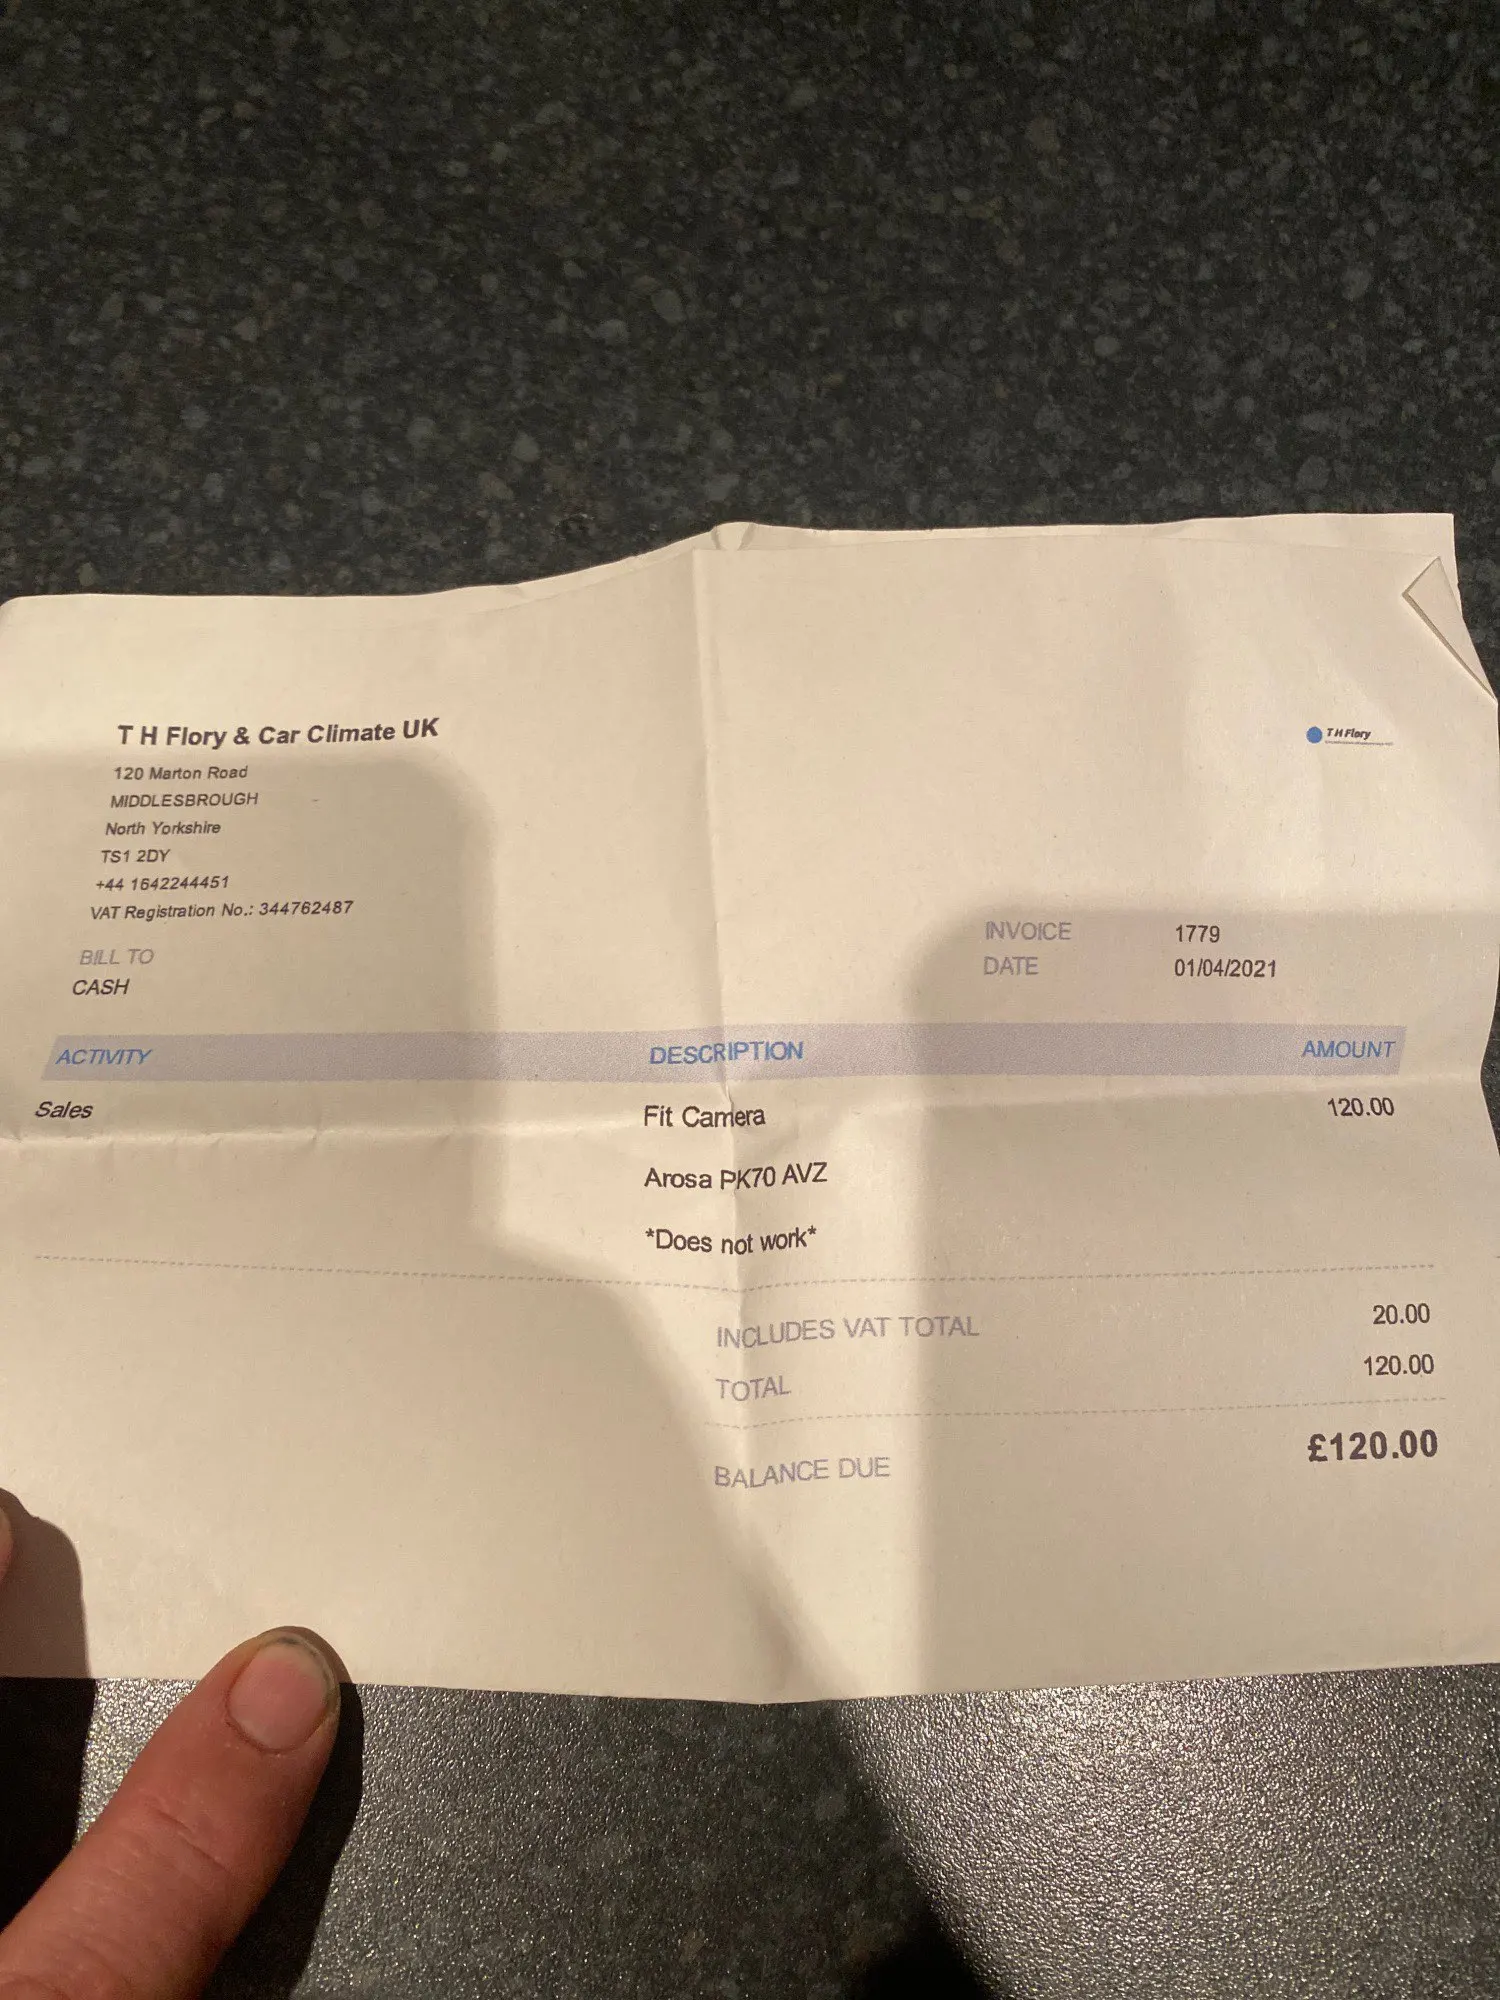 T H Flory & Car Climate UK
120 Marton Road
MIDDLESBROUGH
North Yorkshire
TS1 2DY
+44 1642244451
VAT Registration No.: 344762487
T H Flory
BILL TO
CASH
INVOICE 1779
DATE 01/04/2021
ACTIVITY DESCRIPTION AMOUNT
Sales Fit Camera 120.00
Arosa PK70 AVZ
*Does not work*
INCLUDES VAT TOTAL 20.00
TOTAL 120.00
BALANCE DUE £120.00